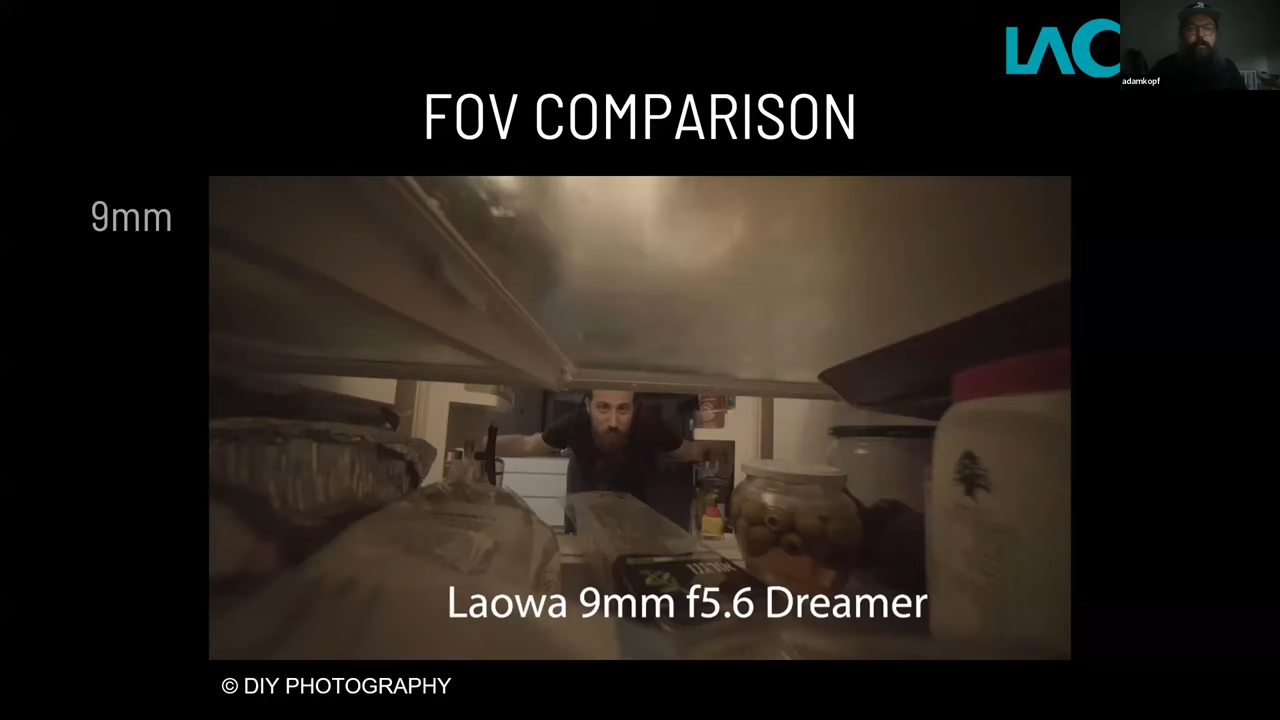 LAC
adamkopf
FOV COMPARISON
9mm
Laowa 9mm f5.6 Dreamer
© DIY PHOTOGRAPHY